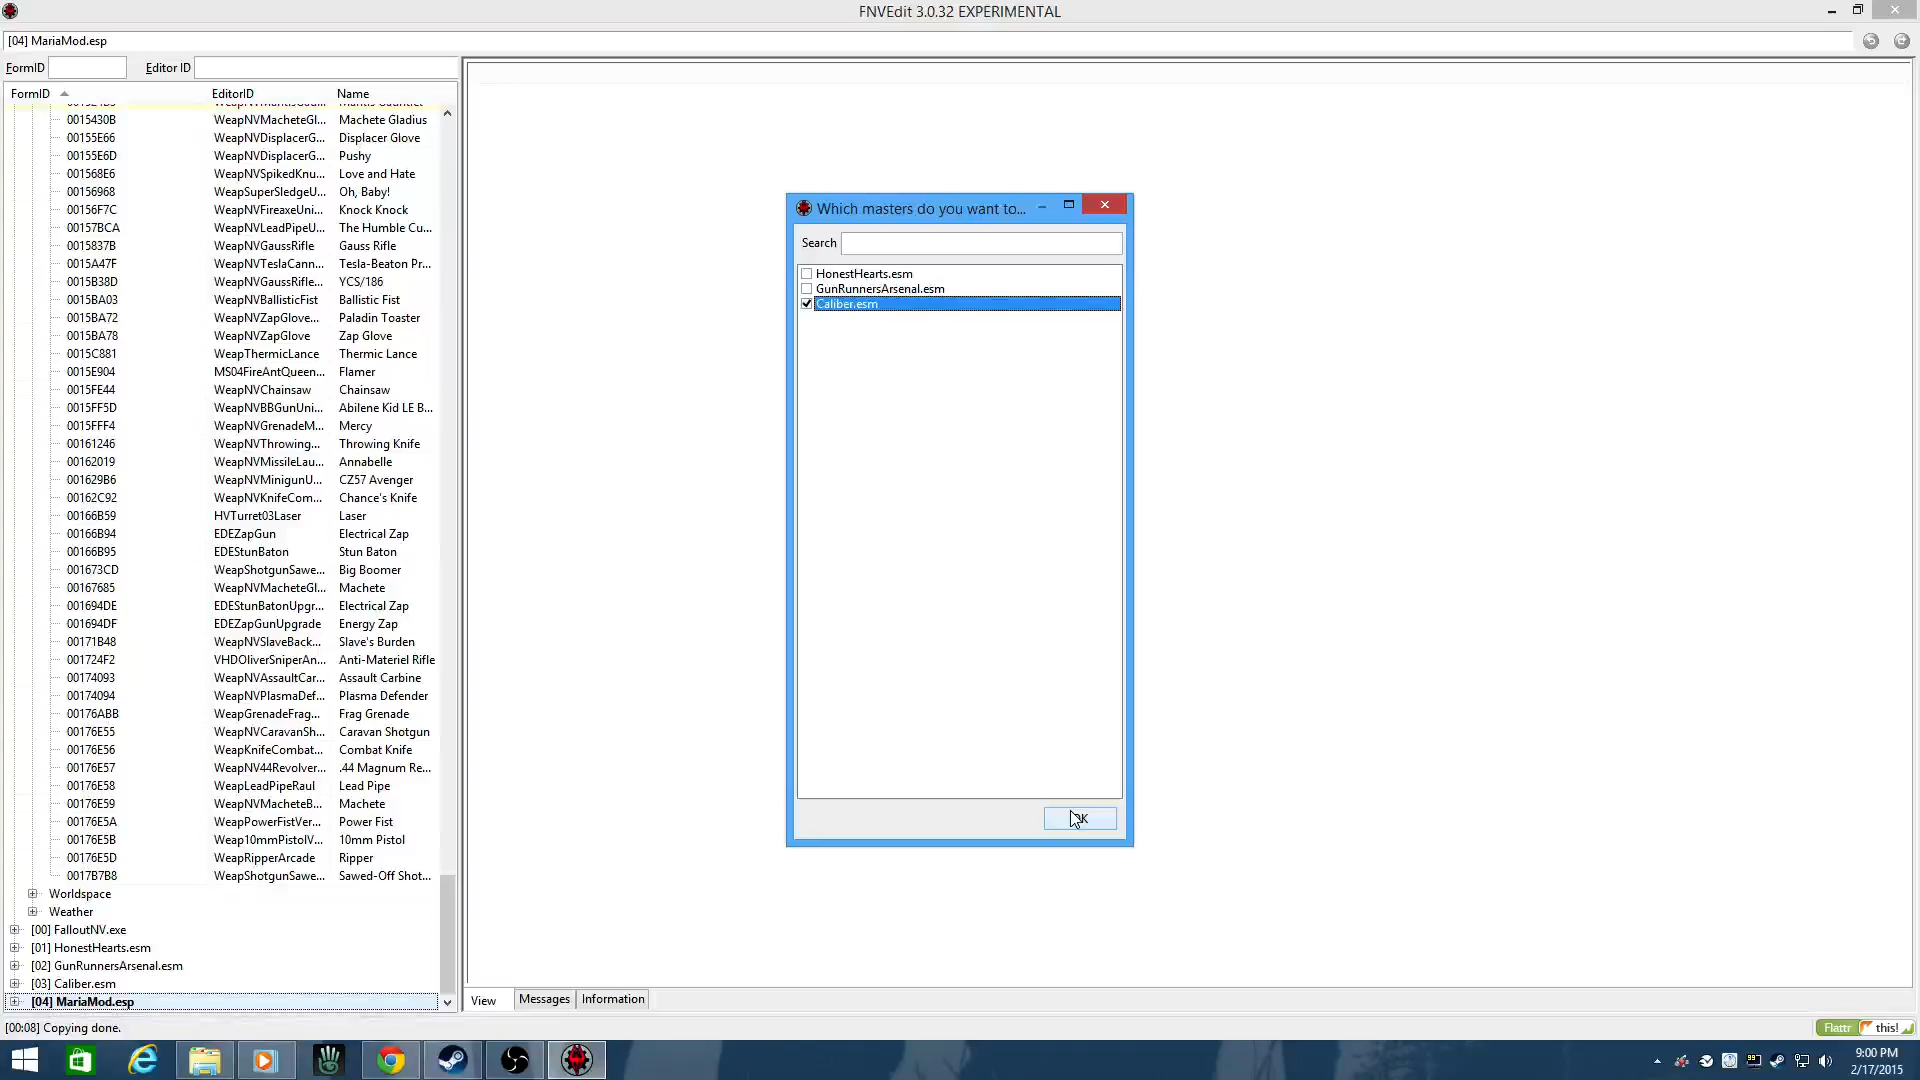 FNVEdit 3.0.32 EXPERIMENTAL
[04] MariaMod.esp
FormID Editor ID
FormID EditorID Name
0015430B WeapNVMacheteGl... Machete Gladius
00155E66 WeapNVDisplacerG... Displacer Glove
00155E6D WeapNVDisplacerG... Pushy
001568E6 WeapNVSpikedKnu... Love and Hate
00156968 WeapSuperSledgeU... Oh, Baby!
00156F7C WeapNVFireaxeUni... Knock Knock
00157BCA WeapNVLeadPipeU... The Humble Cu...
0015837B WeapNVGaussRifle Gauss Rifle
0015A47F WeapNVTeslaCann... Tesla-Beaton Pr...
0015B38D WeapNVGaussRifle... YCS/186
0015BA03 WeapNVBallisticFist Ballistic Fist
0015BA72 WeapNVZapGlove... Paladin Toaster
0015BA78 WeapNVZapGlove Zap Glove
0015C881 WeapThermicLance Thermic Lance
0015E904 MS04FireAntQueen... Flamer
0015FE44 WeapNVChainsaw Chainsaw
0015FF5D WeapNVBBGunUni... Abilene Kid LE B...
0015FFF4 WeapNVGrenadeM... Mercy
00161246 WeapNVThrowing... Throwing Knife
00162019 WeapNVMissileLau... Annabelle
001629B6 WeapNVMinigunU... CZ57 Avenger
00162C92 WeapNVKnifeCom... Chance's Knife
00166B59 HVTurret03Laser Laser
00166B94 EDEZapGun Electrical Zap
00166B95 EDEStunBaton Stun Baton
001673CD WeapShotgunSawe... Big Boomer
00167685 WeapNVMacheteGl... Machete
001694DE EDEStunBatonUpgr... Electrical Zap
001694DF EDEZapGunUpgrade Energy Zap
00171B48 WeapNVSlaveBack... Slave's Burden
001724F2 VHDOliverSniperAn... Anti-Materiel Rifle
00174093 WeapNVAssaultCar... Assault Carbine
00174094 WeapNVPlasmaDef... Plasma Defender
00176ABB WeapGrenadeFrag... Frag Grenade
00176E55 WeapNVCaravanSh... Caravan Shotgun
00176E56 WeapKnifeCombat... Combat Knife
00176E57 WeapNV44Revolver... .44 Magnum Re...
00176E58 WeapLeadPipeRaul Lead Pipe
00176E59 WeapNVMacheteB... Machete
00176E5A WeapPowerFistVer... Power Fist
00176E5B Weap10mmPistolV... 10mm Pistol
00176E5D WeapRipperArcade Ripper
0017B7B8 WeapShotgunSawe... Sawed-Off Shot...
Worldspace
Weather
[00] FalloutNV.exe
[01] HonestHearts.esm
[02] GunRunnersArsenal.esm
[03] Caliber.esm
[04] MariaMod.esp
Which masters do you want to...
Search
HonestHearts.esm
GunRunnersArsenal.esm
Caliber.esm
View Messages Information
[00:08] Copying done.
Flattr this!
9:00 PM
2/17/2015